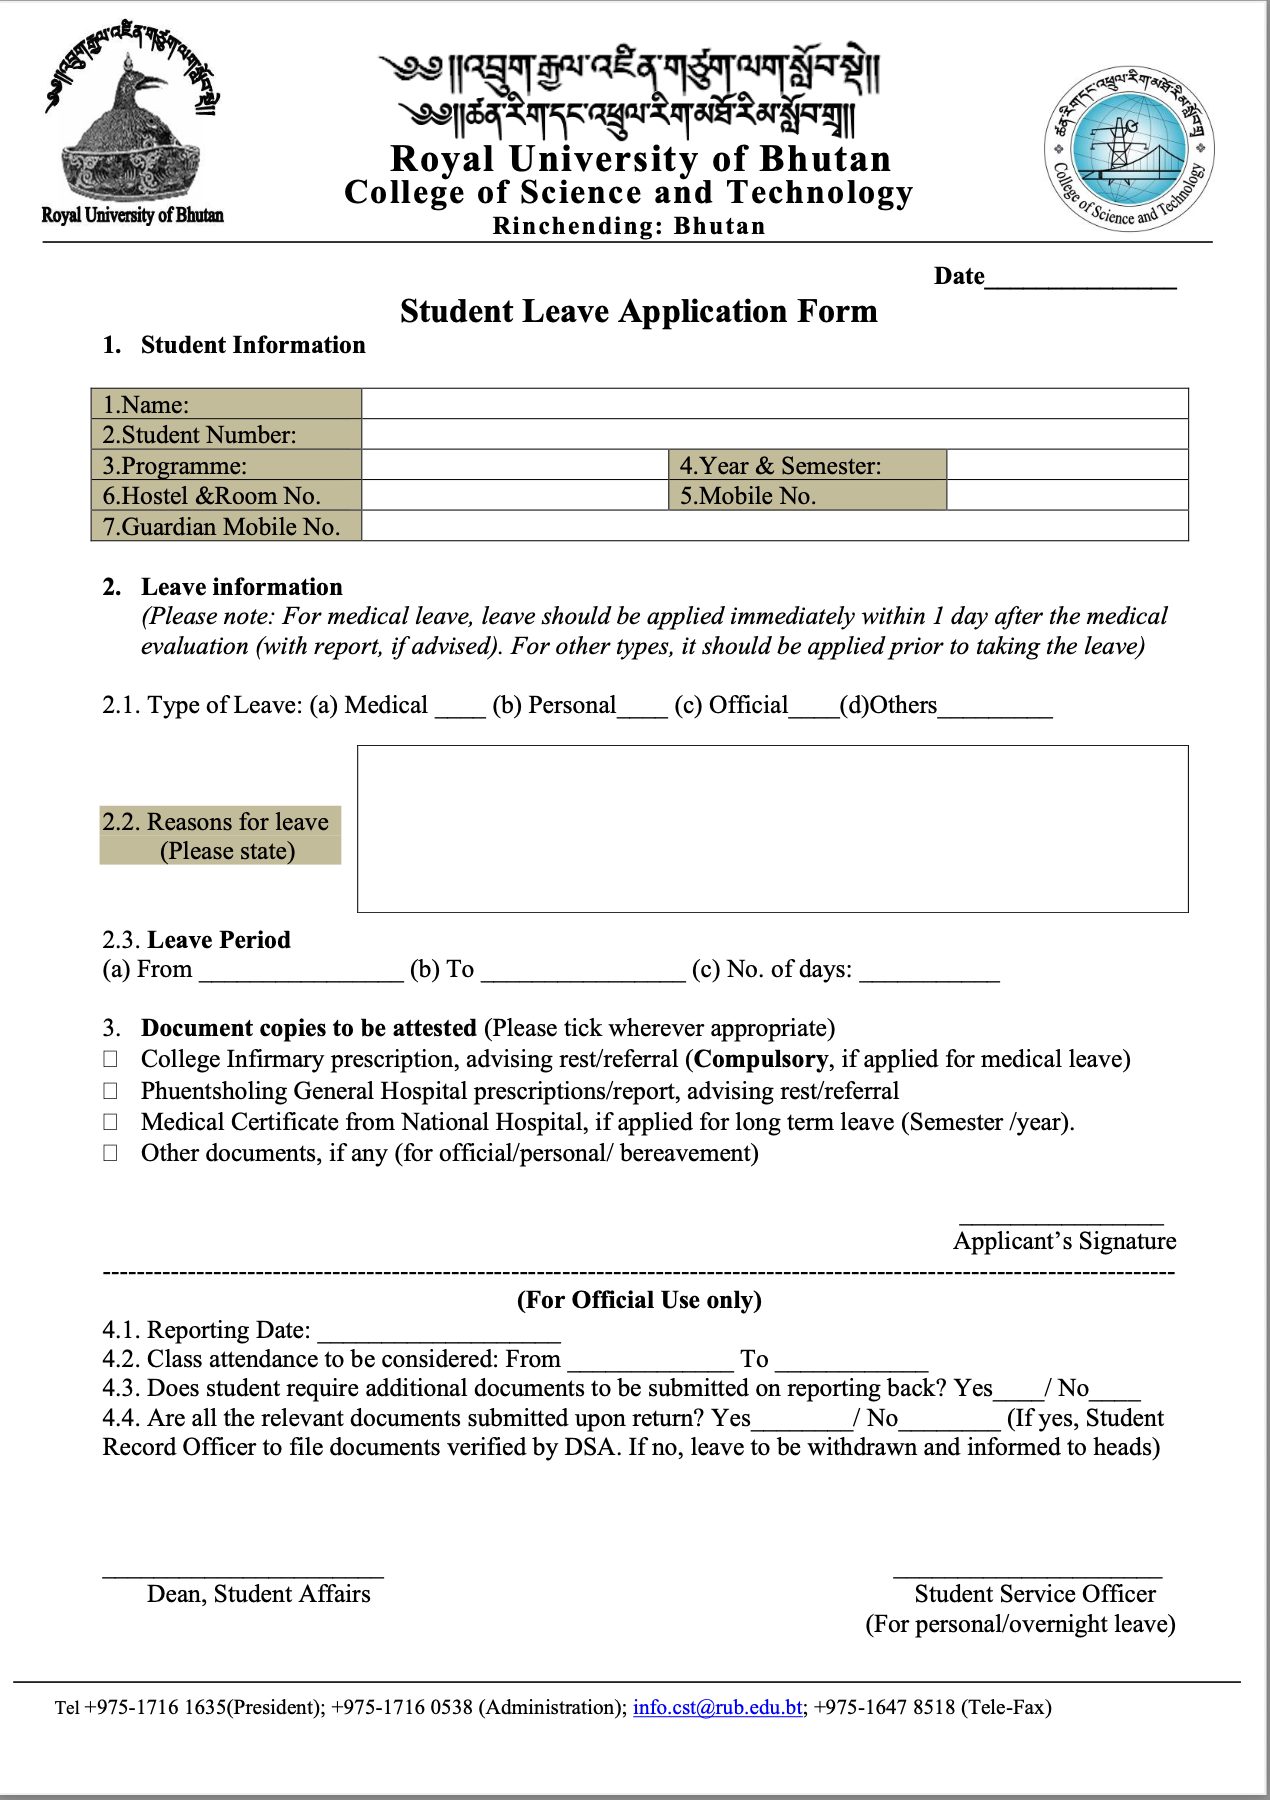 ༄༅།།འབྲུག་རྒྱལ་འཛིན་གཙུག་ལག་སློབ་སྡེ།།
Royal University of Bhutan
༄༅།།འབྲུག་རྒྱལ་འཛིན་གཙུག་ལག་སློབ་སྡེ།།
༄༅།།ཚན་རིག་དང་འཕྲུལ་རིག་མཐོ་རིམ་སློབ་གྲྭ།།
Royal University of Bhutan
College of Science and Technology
Rinchending: Bhutan
ཚན་རིག་དང་འཕྲུལ་རིག་མཐོ་རིམ་སློབ་གྲྭ
College of Science and Technology
Date_______________
Student Leave Application Form
1. Student Information
1.Name:
2.Student Number:
3.Programme: 4.Year & Semester:
6.Hostel &Room No. 5.Mobile No.
7.Guardian Mobile No.
2. Leave information
(Please note: For medical leave, leave should be applied immediately within 1 day after the medical
evaluation (with report, if advised). For other types, it should be applied prior to taking the leave)
2.1. Type of Leave: (a) Medical ____ (b) Personal____ (c) Official____(d)Others_________
2.2. Reasons for leave
(Please state)
2.3. Leave Period
(a) From ________________ (b) To ________________ (c) No. of days: ___________
3. Document copies to be attested (Please tick wherever appropriate)
☐ College Infirmary prescription, advising rest/referral (Compulsory, if applied for medical leave)
☐ Phuentsholing General Hospital prescriptions/report, advising rest/referral
☐ Medical Certificate from National Hospital, if applied for long term leave (Semester /year).
☐ Other documents, if any (for official/personal/ bereavement)
________________
Applicant’s Signature
------------------------------------------------------------------------------------------------------------------------------
(For Official Use only)
4.1. Reporting Date: ___________________
4.2. Class attendance to be considered: From _____________ To ____________
4.3. Does student require additional documents to be submitted on reporting back? Yes____/ No____
4.4. Are all the relevant documents submitted upon return? Yes________/ No________ (If yes, Student
Record Officer to file documents verified by DSA. If no, leave to be withdrawn and informed to heads)
______________________ _____________________
Dean, Student Affairs Student Service Officer
(For personal/overnight leave)
Tel +975-1716 1635(President); +975-1716 0538 (Administration); info.cst@rub.edu.bt; +975-1647 8518 (Tele-Fax)